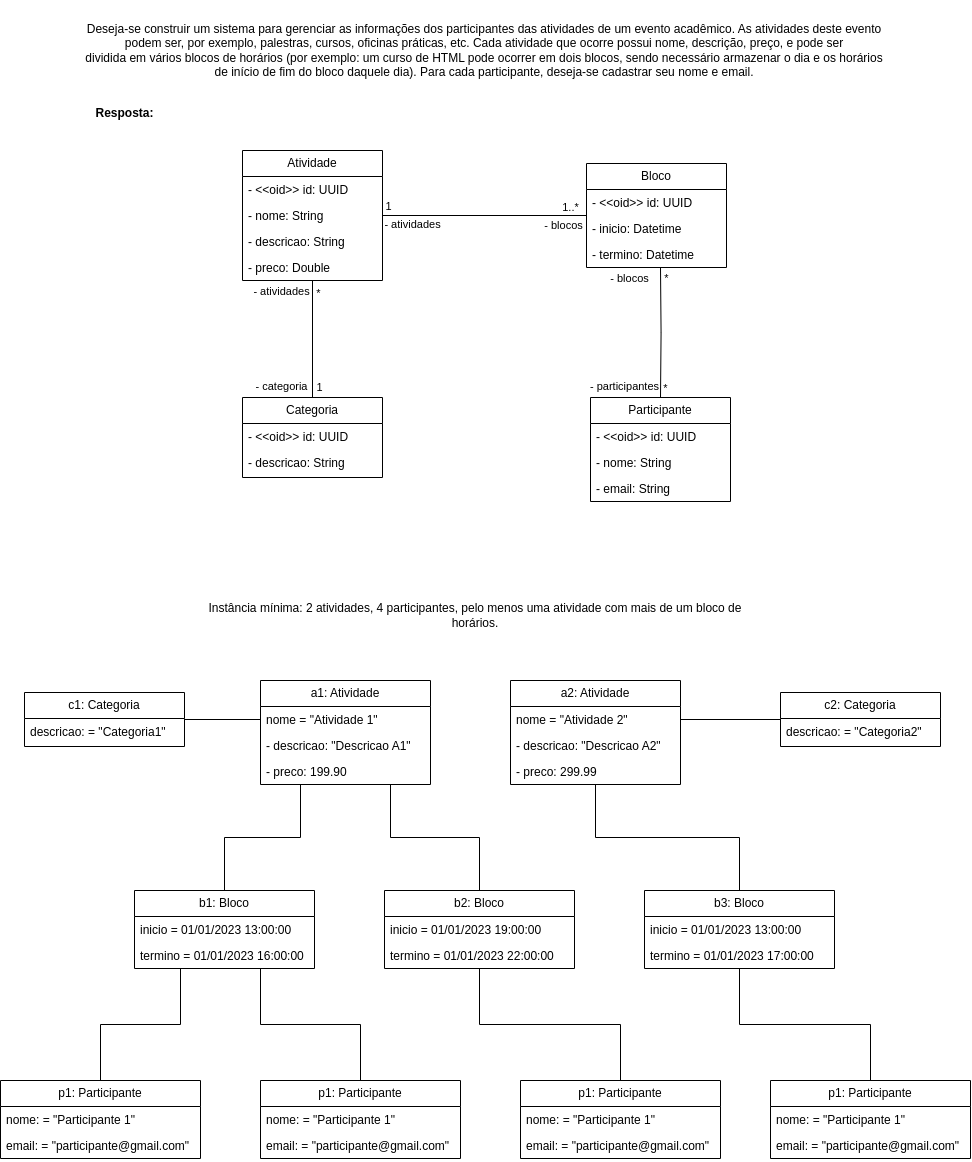 Deseja-se construir um sistema para gerenciar as informações dos participantes das atividades de um evento acadêmico. As atividades deste evento
podem ser, por exemplo, palestras, cursos, oficinas práticas, etc. Cada atividade que ocorre possui nome, descrição, preço, e pode ser
dividida em vários blocos de horários (por exemplo: um curso de HTML pode ocorrer em dois blocos, sendo necessário armazenar o dia e os horários
de início de fim do bloco daquele dia). Para cada participante, deseja-se cadastrar seu nome e email.
Resposta:
Atividade
- <<oid>> id: UUID
- nome: String
- descricao: String
- preco: Double
1
- atividades
1..*
- blocos
Bloco
- <<oid>> id: UUID
- inicio: Datetime
- termino: Datetime
- atividades *
- categoria 1
Categoria
- <<oid>> id: UUID
- descricao: String
- blocos *
- participantes *
Participante
- <<oid>> id: UUID
- nome: String
- email: String
Instância mínima: 2 atividades, 4 participantes, pelo menos uma atividade com mais de um bloco de
horários.
c1: Categoria
descricao: = "Categoria1"
a1: Atividade
nome = "Atividade 1"
- descricao: "Descricao A1"
- preco: 199.90
a2: Atividade
nome = "Atividade 2"
- descricao: "Descricao A2"
- preco: 299.99
c2: Categoria
descricao: = "Categoria2"
b1: Bloco
inicio = 01/01/2023 13:00:00
termino = 01/01/2023 16:00:00
b2: Bloco
inicio = 01/01/2023 19:00:00
termino = 01/01/2023 22:00:00
b3: Bloco
inicio = 01/01/2023 13:00:00
termino = 01/01/2023 17:00:00
p1: Participante
nome: = "Participante 1"
email: = "participante@gmail.com"
p1: Participante
nome: = "Participante 1"
email: = "participante@gmail.com"
p1: Participante
nome: = "Participante 1"
email: = "participante@gmail.com"
p1: Participante
nome: = "Participante 1"
email: = "participante@gmail.com"